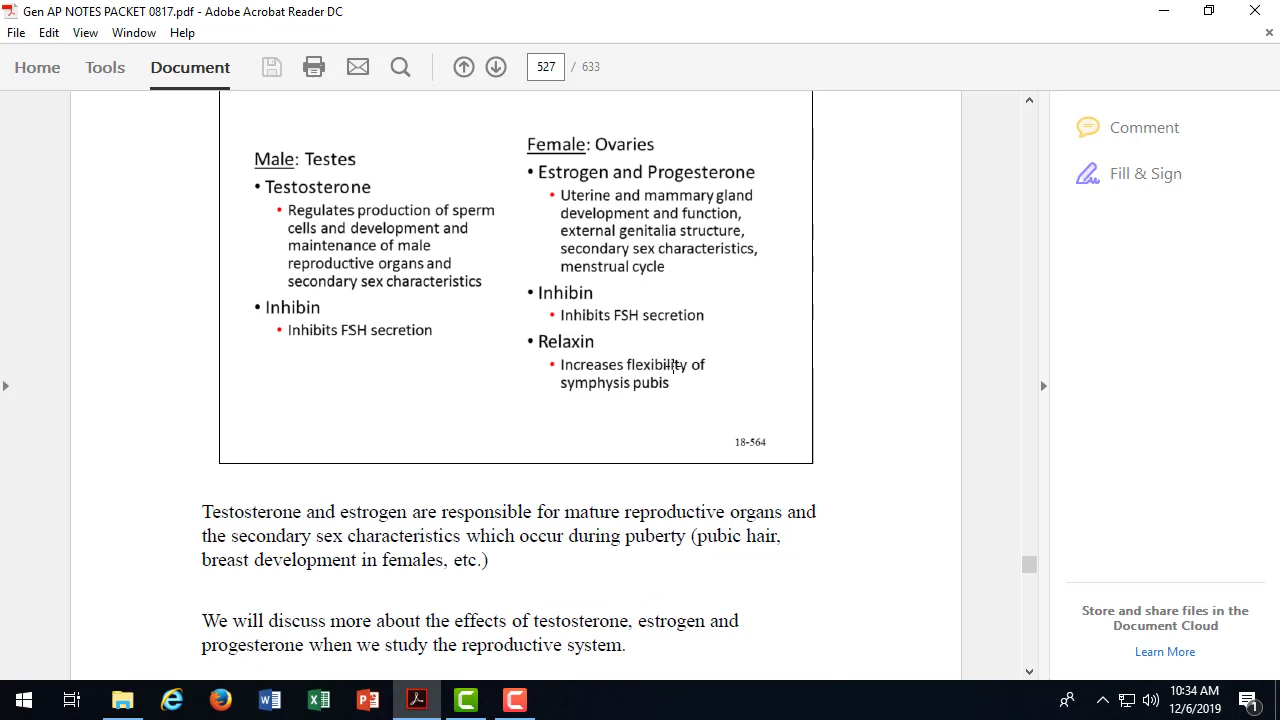 Gen AP NOTES PACKET 0817.pdf - Adobe Acrobat Reader DC
File Edit View Window Help
Home Tools Document 527 / 633
Male: Testes
• Testosterone
• Regulates production of sperm
cells and development and
maintenance of male
reproductive organs and
secondary sex characteristics
• Inhibin
• Inhibits FSH secretion
Female: Ovaries
• Estrogen and Progesterone
• Uterine and mammary gland
development and function,
external genitalia structure,
secondary sex characteristics,
menstrual cycle
• Inhibin
• Inhibits FSH secretion
• Relaxin
• Increases flexibility of
symphysis pubis
18-564
Testosterone and estrogen are responsible for mature reproductive organs and
the secondary sex characteristics which occur during puberty (pubic hair,
breast development in females, etc.)
We will discuss more about the effects of testosterone, estrogen and
progesterone when we study the reproductive system.
Comment
Fill & Sign
Store and share files in the
Document Cloud
Learn More
10:34 AM
12/6/2019
1